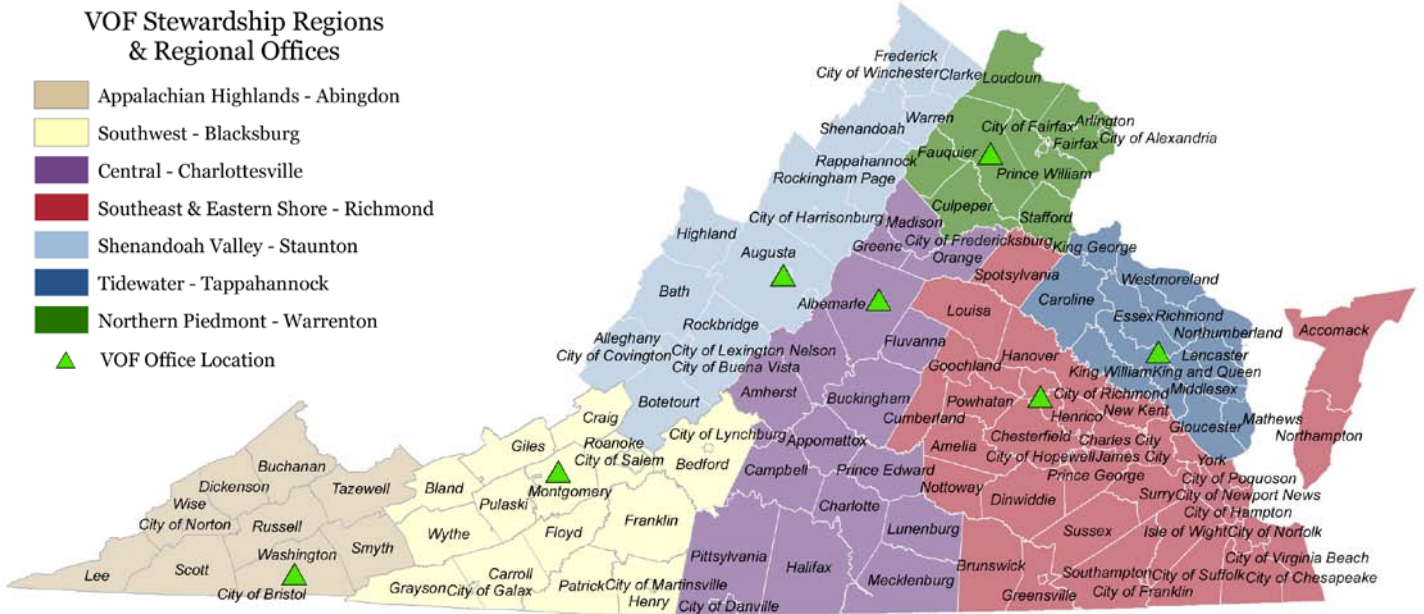 VOF Stewardship Regions
& Regional Offices
Appalachian Highlands - Abingdon
Southwest - Blacksburg
Central - Charlottesville
Southeast & Eastern Shore - Richmond
Shenandoah Valley - Staunton
Tidewater - Tappahannock
Northern Piedmont - Warrenton
VOF Office Location
Frederick
City of Winchester
Clarke
Loudoun
Warren
Shenandoah
City of Fairfax
Arlington
City of Alexandria
Fairfax
Fauquier
Rappahannock
Rockingham
Page
Prince William
Culpeper
Stafford
City of Harrisonburg
Madison
Highland
Greene
City of Fredericksburg
King George
Augusta
Orange
Spotsylvania
Westmoreland
Bath
Albemarle
Caroline
Louisa
Essex
Richmond
Rockbridge
Northumberland
Accomack
Alleghany
City of Covington
City of Lexington
Nelson
City of Buena Vista
Fluvanna
Hanover
Goochland
Lancaster
King William
King and Queen
Botetourt
Amherst
Buckingham
Powhatan
City of Richmond
Middlesex
Craig
Cumberland
Henrico
New Kent
Mathews
Gloucester
Northampton
Giles
Roanoke
City of Salem
City of Lynchburg
Bedford
Appomattox
Amelia
Chesterfield
Charles City
City of Hopewell
James City
York
Buchanan
Dickenson
Tazewell
Bland
Pulaski
Montgomery
Campbell
Prince Edward
Nottoway
Prince George
City of Poquoson
Surry
City of Newport News
Wise
City of Norton
Russell
Wythe
Floyd
Franklin
Charlotte
Dinwiddie
City of Hampton
Lunenburg
Sussex
Isle of Wight
City of Norfolk
Washington
Smyth
Pittsylvania
Halifax
Brunswick
City of Virginia Beach
Lee
Scott
City of Bristol
Grayson
Carroll
City of Galax
Patrick
City of Martinsville
Henry
City of Danville
Mecklenburg
Greensville
Southampton
City of Suffolk
City of Chesapeake
City of Franklin